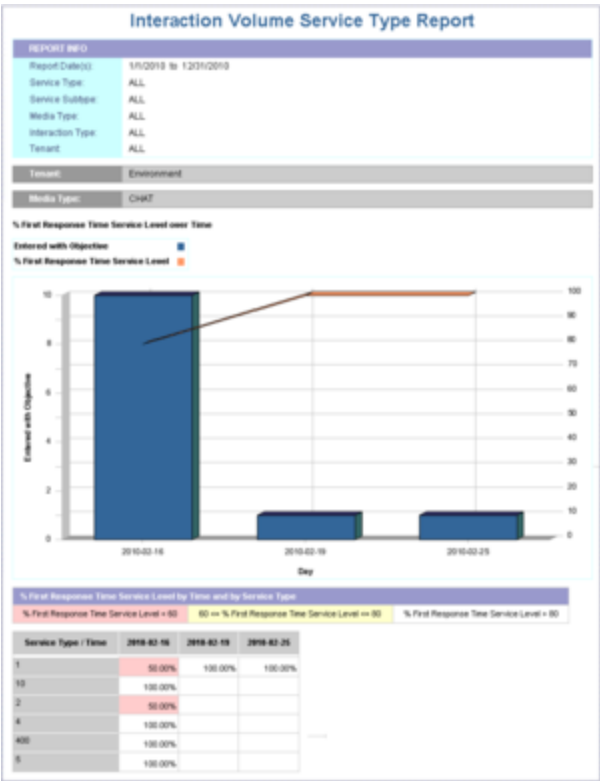 Interaction Volume Service Type Report
REPORT INFO
Report Date(s): 1/1/2010 to 12/31/2010
Service Type: ALL
Service Subtype: ALL
Media Type: ALL
Interaction Type: ALL
Tenant: ALL
Tenant: Environment
Media Type: CHAT
% First Response Time Service Level over Time
Entered with Objective
% First Response Time Service Level
10 100
90
8 80
70
6 60
50
4 40
30
2 20
10
0 0
Entered with Objective
2010-02-16 2010-02-19 2010-02-25
Day
% First Response Time Service Level by Time and by Service Type
% First Response Time Service Level < 60 60 <= % First Response Time Service Level <= 80 % First Response Time Service Level > 80
Service Type / Time 2010-02-16 2010-02-19 2010-02-25
1 50.00% 100.00% 100.00%
10 100.00%
2 50.00%
4 100.00%
400 100.00%
5 100.00%